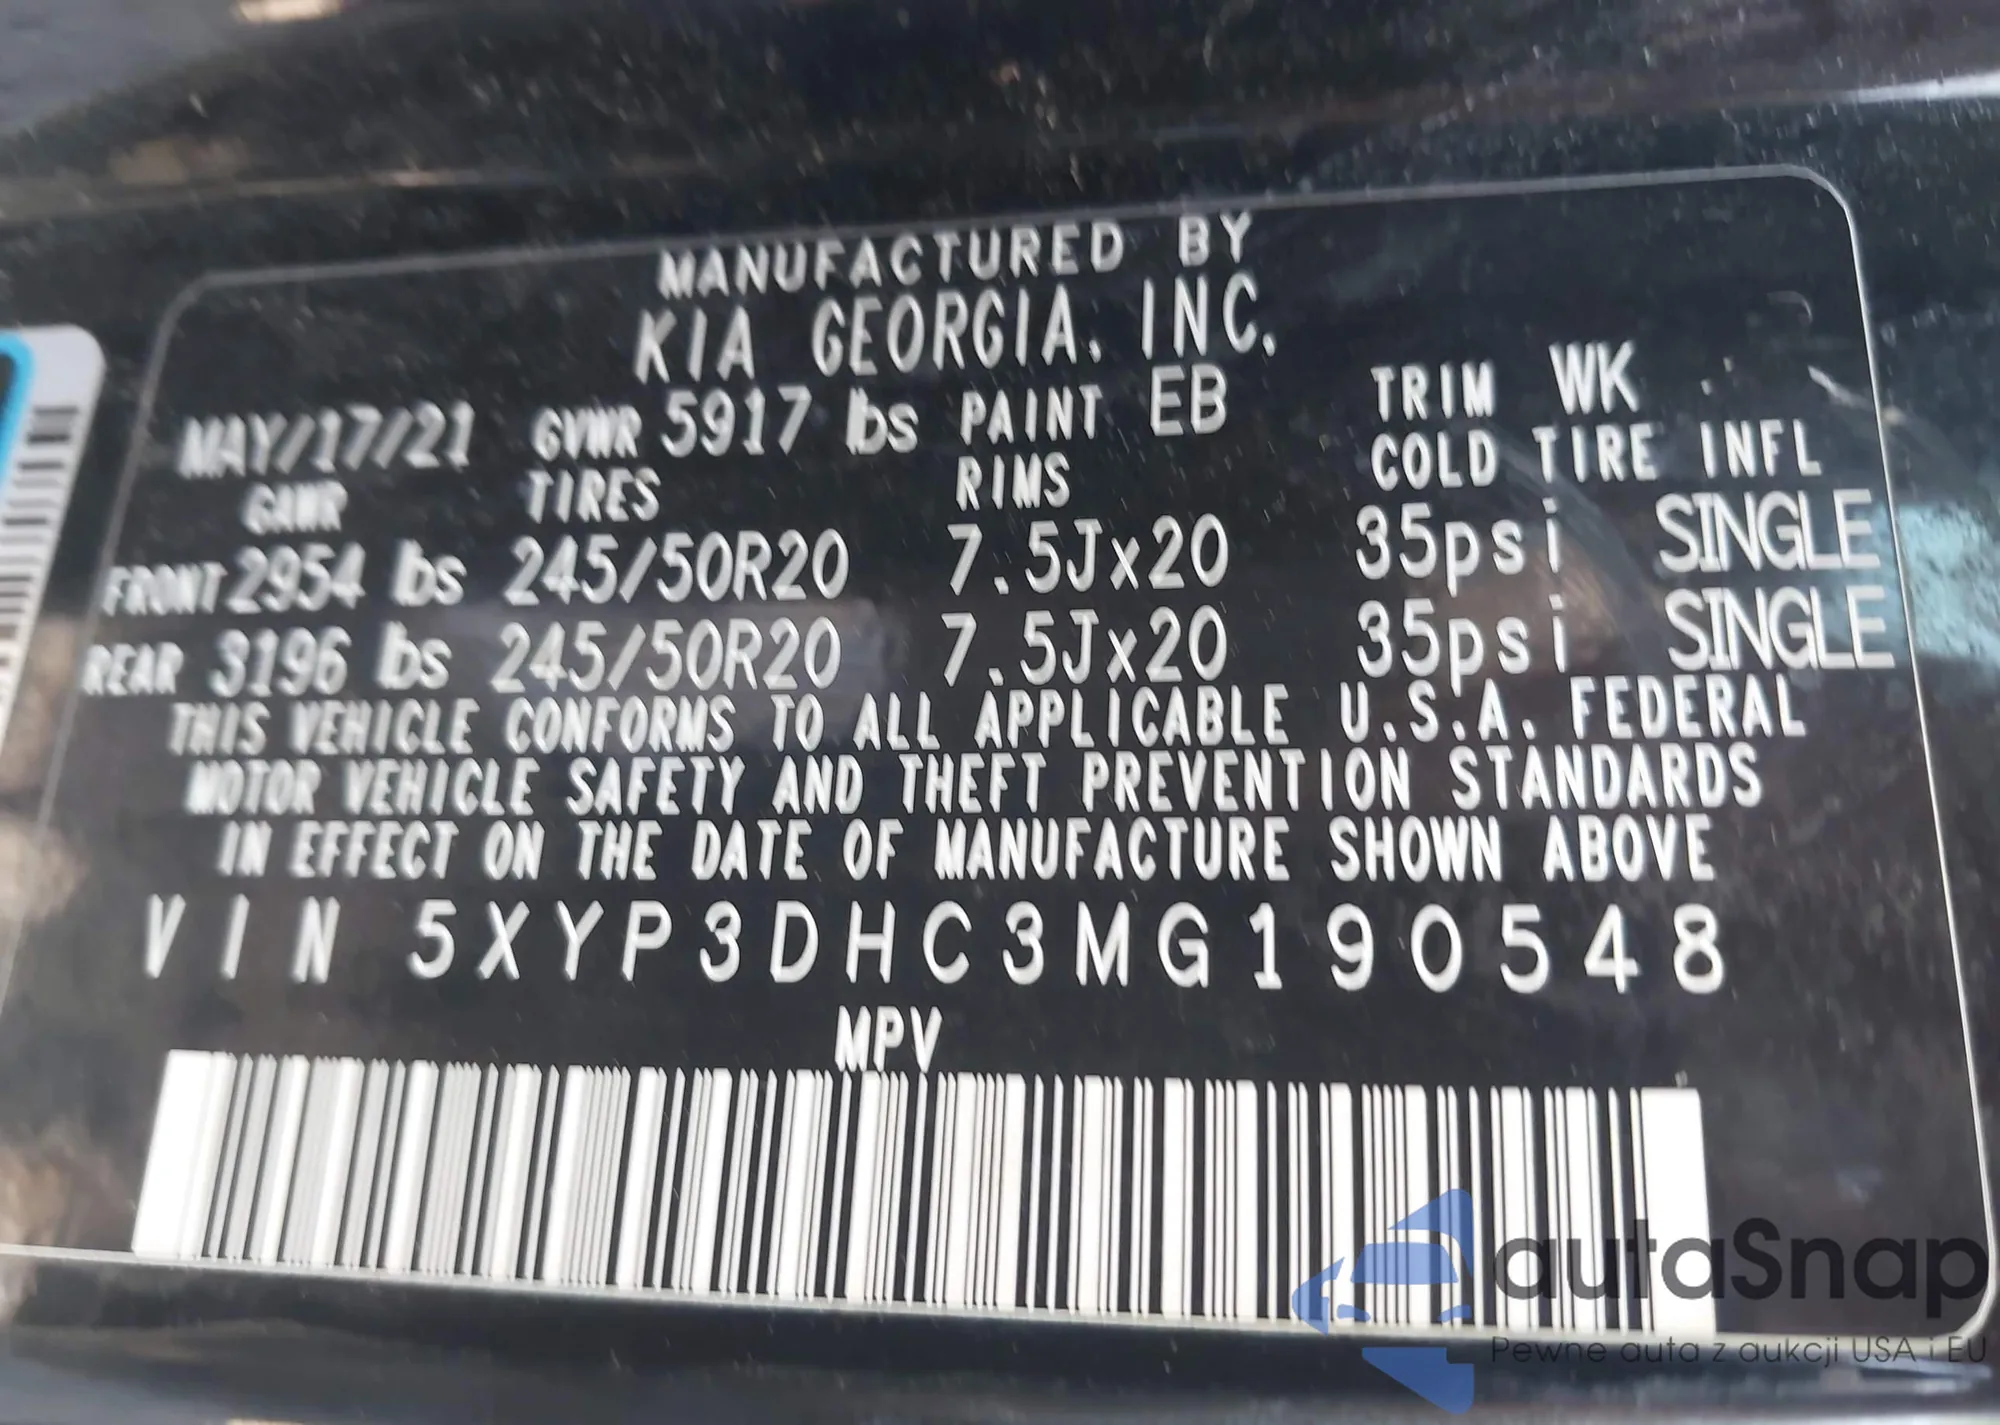 MANUFACTURED BY
KIA GEORGIA, INC.
MAY/17/21 GVWR 5917 lbs PAINT EB TRIM WK
GAWR TIRES RIMS COLD TIRE INFL
FRONT 2954 lbs 245/50R20 7.5Jx20 35psi SINGLE
REAR 3196 lbs 245/50R20 7.5Jx20 35psi SINGLE
THIS VEHICLE CONFORMS TO ALL APPLICABLE U.S.A. FEDERAL
MOTOR VEHICLE SAFETY AND THEFT PREVENTION STANDARDS
IN EFFECT ON THE DATE OF MANUFACTURE SHOWN ABOVE
VIN 5XYP3DHC3MG190548
MPV
autaSnap
Pewne auta z aukcji USA i EU